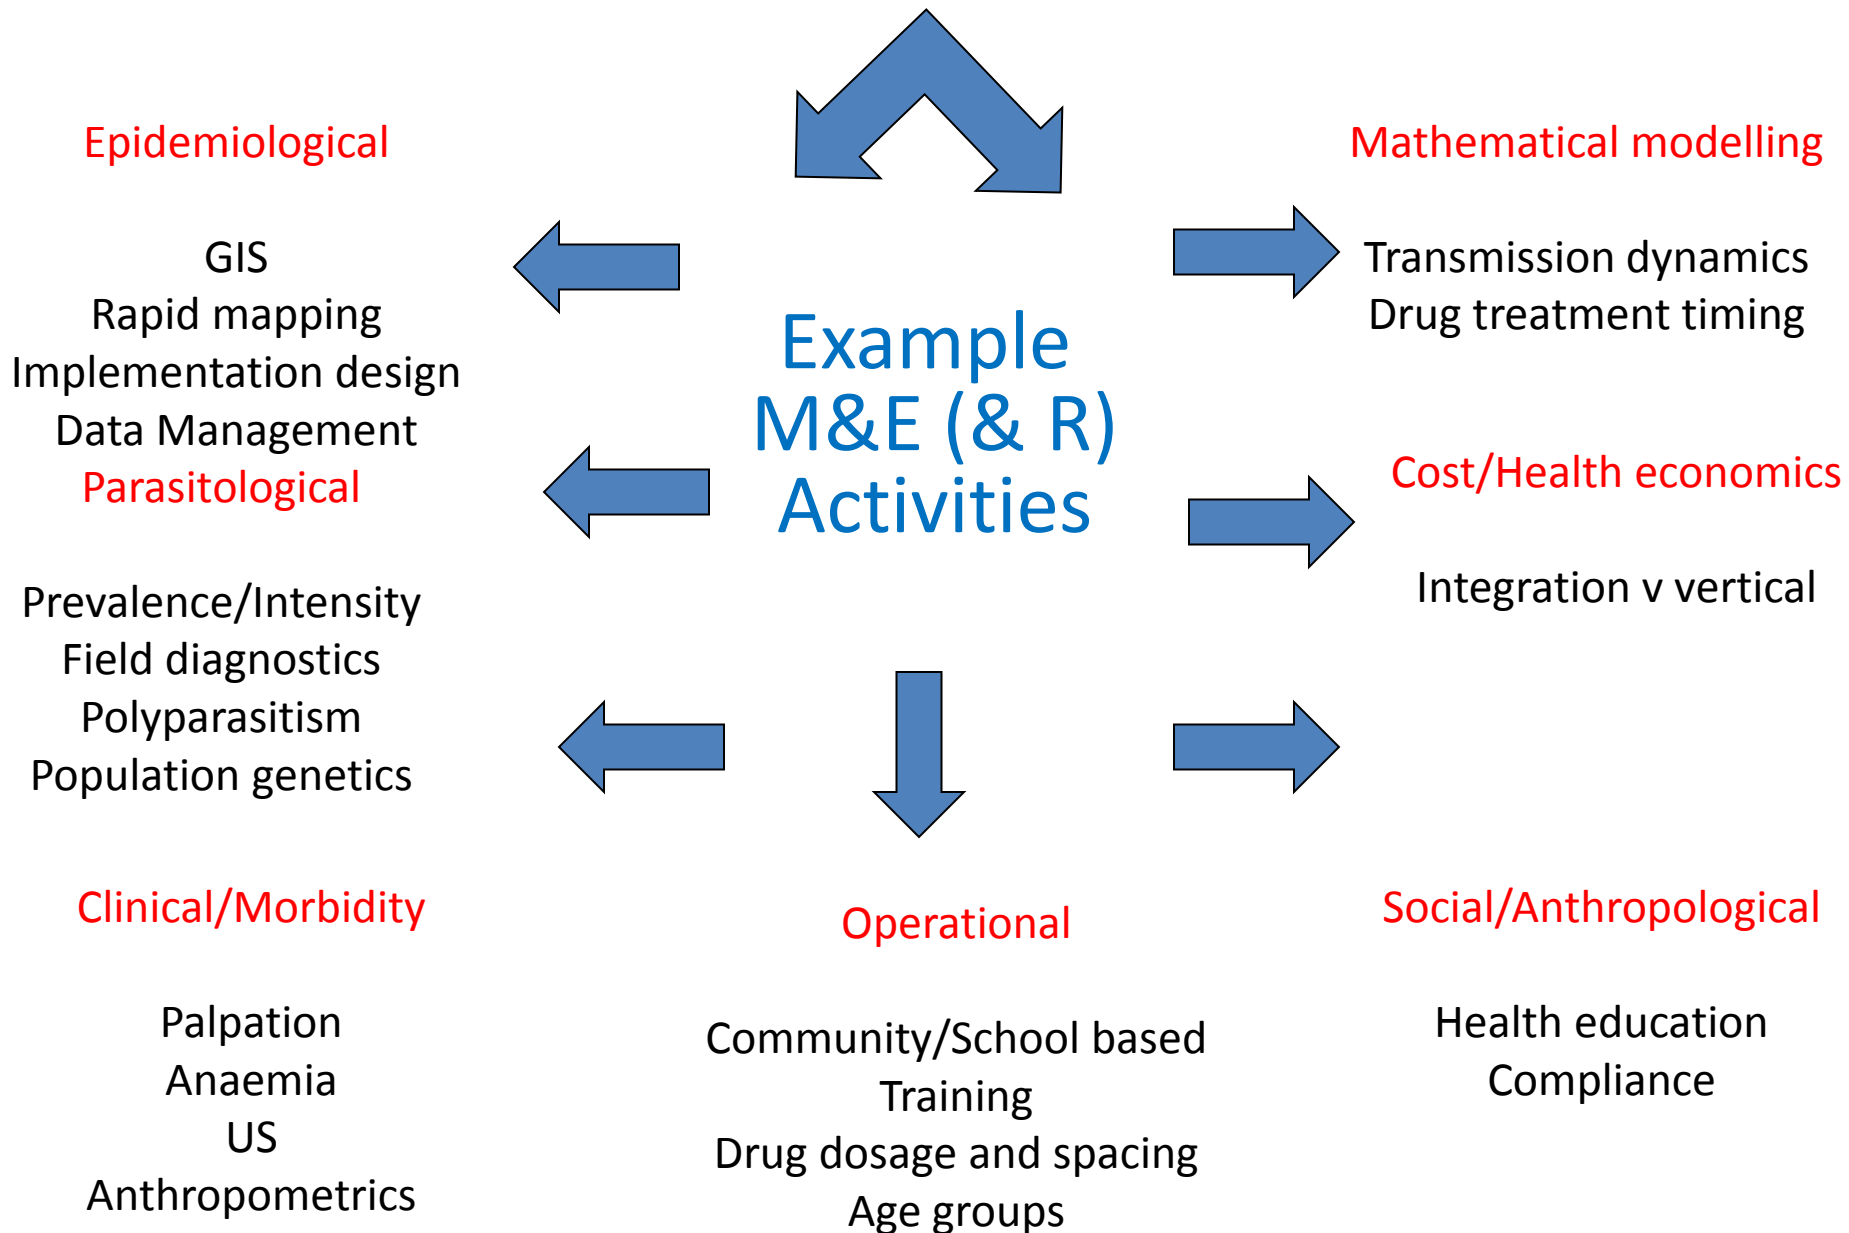 Epidemiological
GIS
Rapid mapping
Implementation design
Data Management
Parasitological
Prevalence/Intensity
Field diagnostics
Polyparasitism
Population genetics
Clinical/Morbidity
Palpation
Anaemia
US
Anthropometrics
Example
M&E (& R)
Activities
Operational
Community/School based
Training
Drug dosage and spacing
Age groups
Mathematical modelling
Transmission dynamics
Drug treatment timing
Cost/Health economics
Integration v vertical
Social/Anthropological
Health education
Compliance